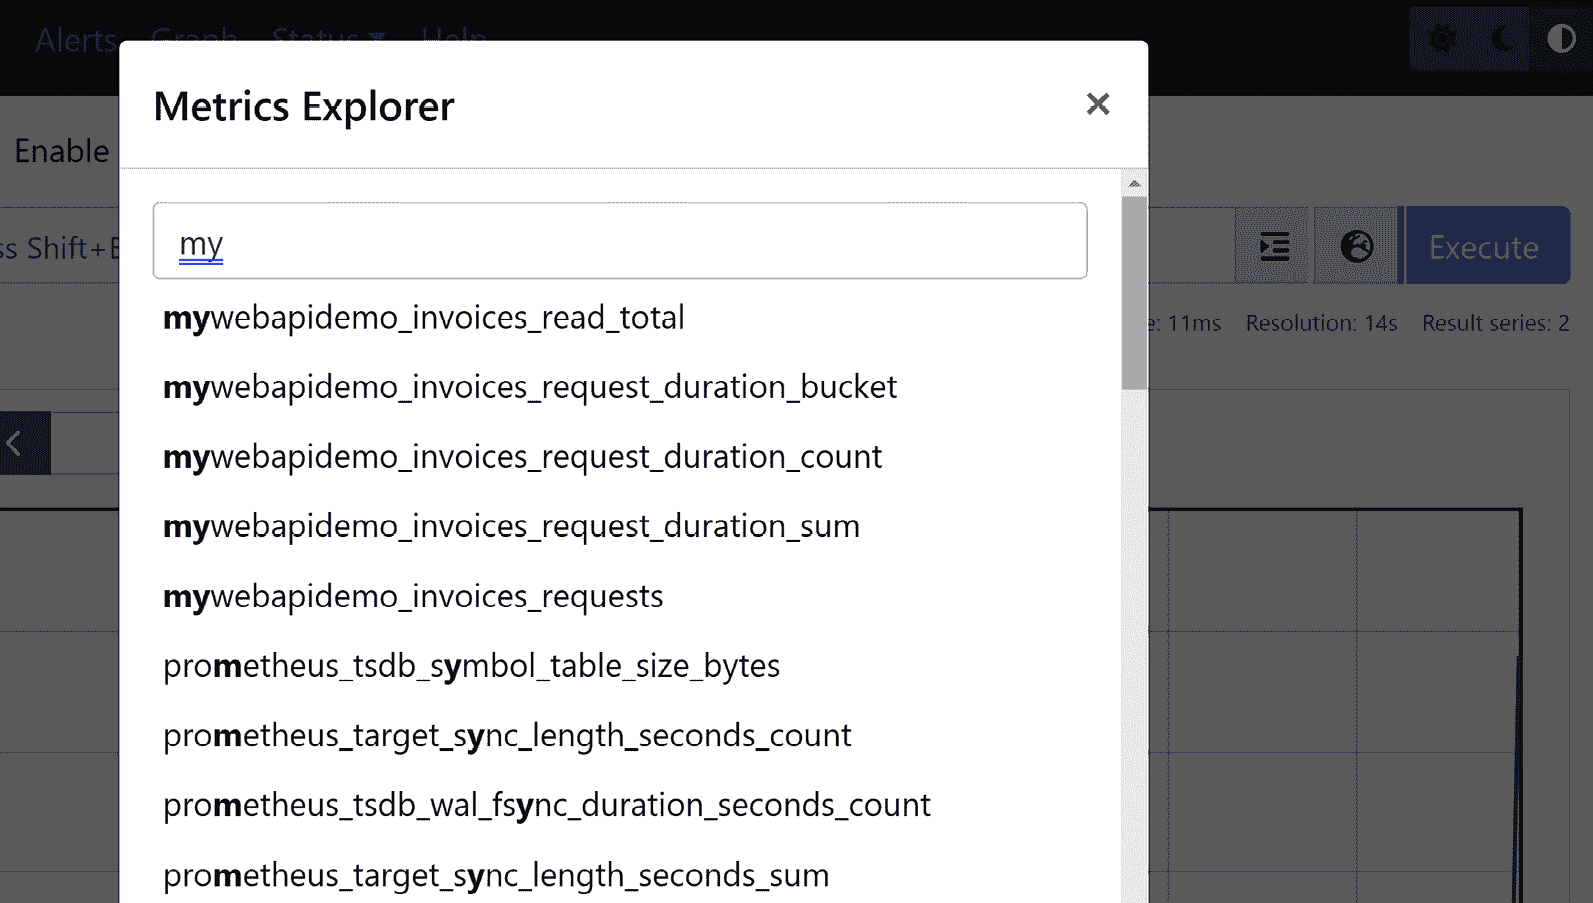 Alerts Graph Status Help
Metrics Explorer
Enable
my
ss Shift+E
Execute
mywebapidemo_invoices_read_total
e: 11ms Resolution: 14s Result series: 2
mywebapidemo_invoices_request_duration_bucket
mywebapidemo_invoices_request_duration_count
mywebapidemo_invoices_request_duration_sum
mywebapidemo_invoices_requests
prometheus_tsdb_symbol_table_size_bytes
prometheus_target_sync_length_seconds_count
prometheus_tsdb_wal_fsync_duration_seconds_count
prometheus_target_sync_length_seconds_sum